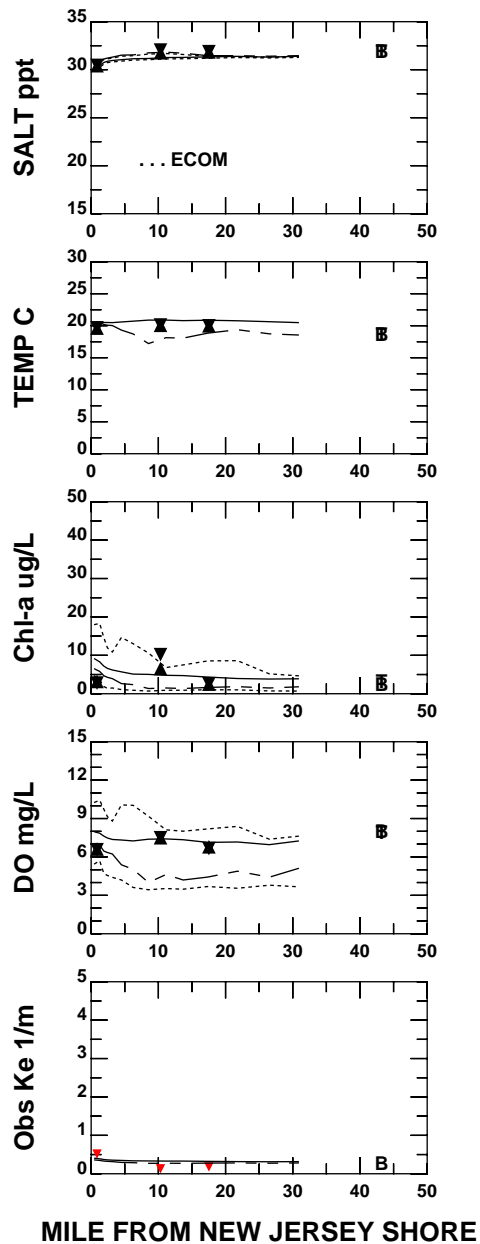 SALT ppt
35
30
25
20
15
T
B
. . . ECOM
0 10 20 30 40 50
TEMP C
30
25
20
15
10
5
0
T
B
0 10 20 30 40 50
Chl-a ug/L
50
40
30
20
10
0
T
B
0 10 20 30 40 50
DO mg/L
15
12
9
6
3
0
T
B
0 10 20 30 40 50
Obs Ke 1/m
5
4
3
2
1
0
B
0 10 20 30 40 50
MILE FROM NEW JERSEY SHORE